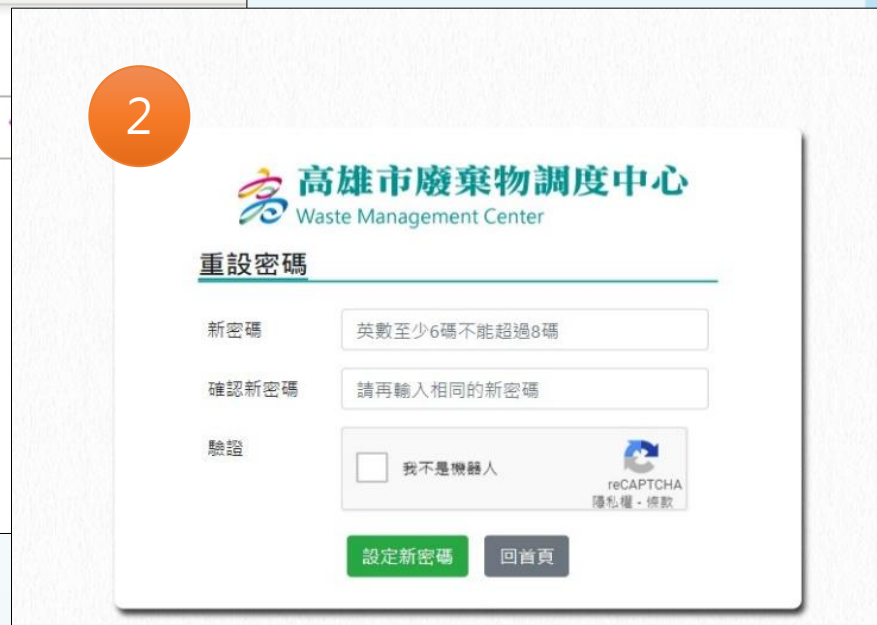 2
高雄市廢棄物調度中心
Waste Management Center
重設密碼
新密碼
英數至少6碼不能超過8碼
確認新密碼
請再輸入相同的新密碼
驗證
我不是機器人
reCAPTCHA
隱私權 - 條款
設定新密碼
回首頁